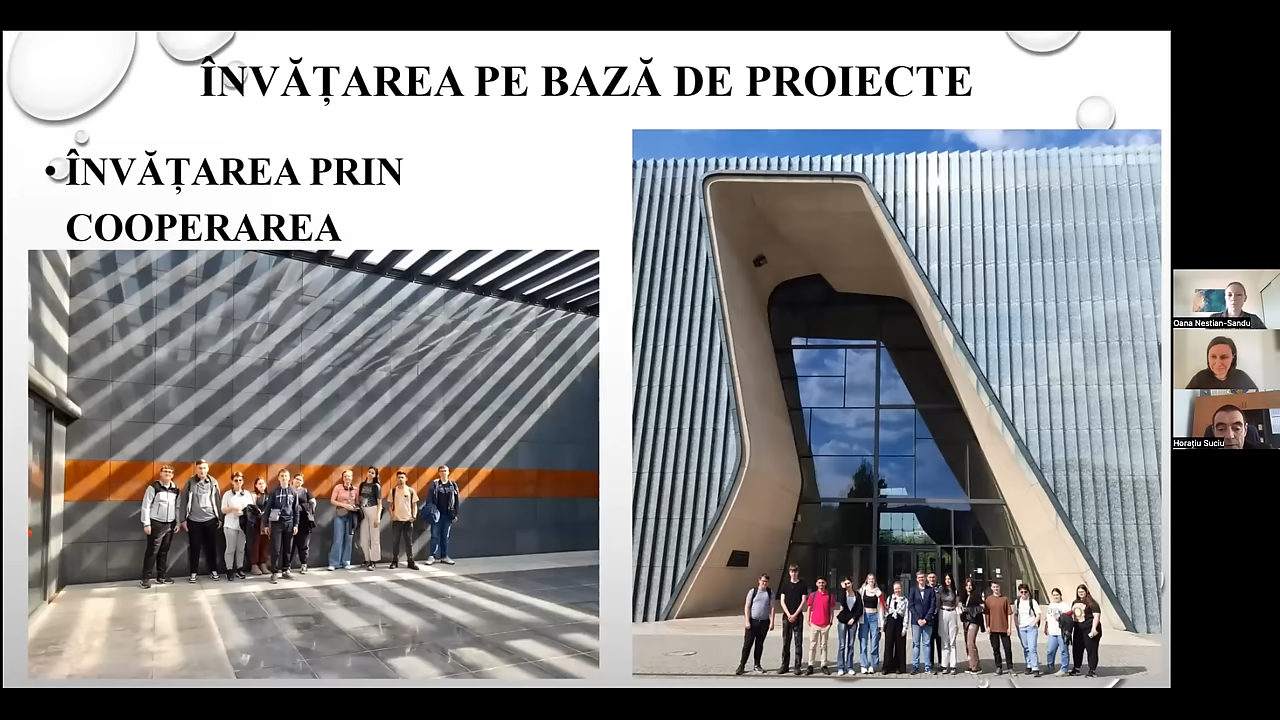 ÎNVĂȚAREA PE BAZĂ DE PROIECTE
• ÎNVĂȚAREA PRIN
COOPERAREA
Oana Nestian-Sandu
Horațiu Suciu